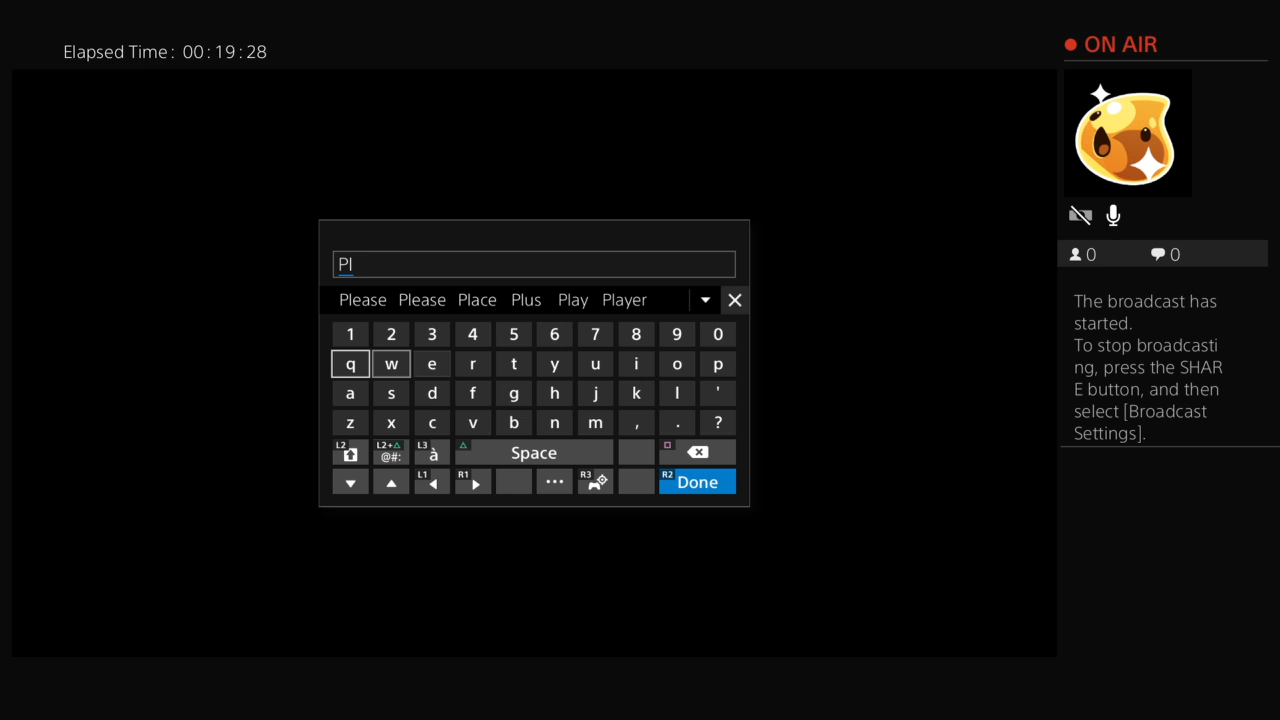 Elapsed Time: 00:19:28
ON AIR
0 0
The broadcast has
started.
To stop broadcasti
ng, press the SHAR
E button, and then
select [Broadcast
Settings].
Pl
Please Please Place Plus Play Player
1 2 3 4 5 6 7 8 9 0
q w e r t y u i o p
a s d f g h j k l '
z x c v b n m , . ?
L2 L2+△ @#: L3 à △ Space
L1 R1 ... R3 R2 Done